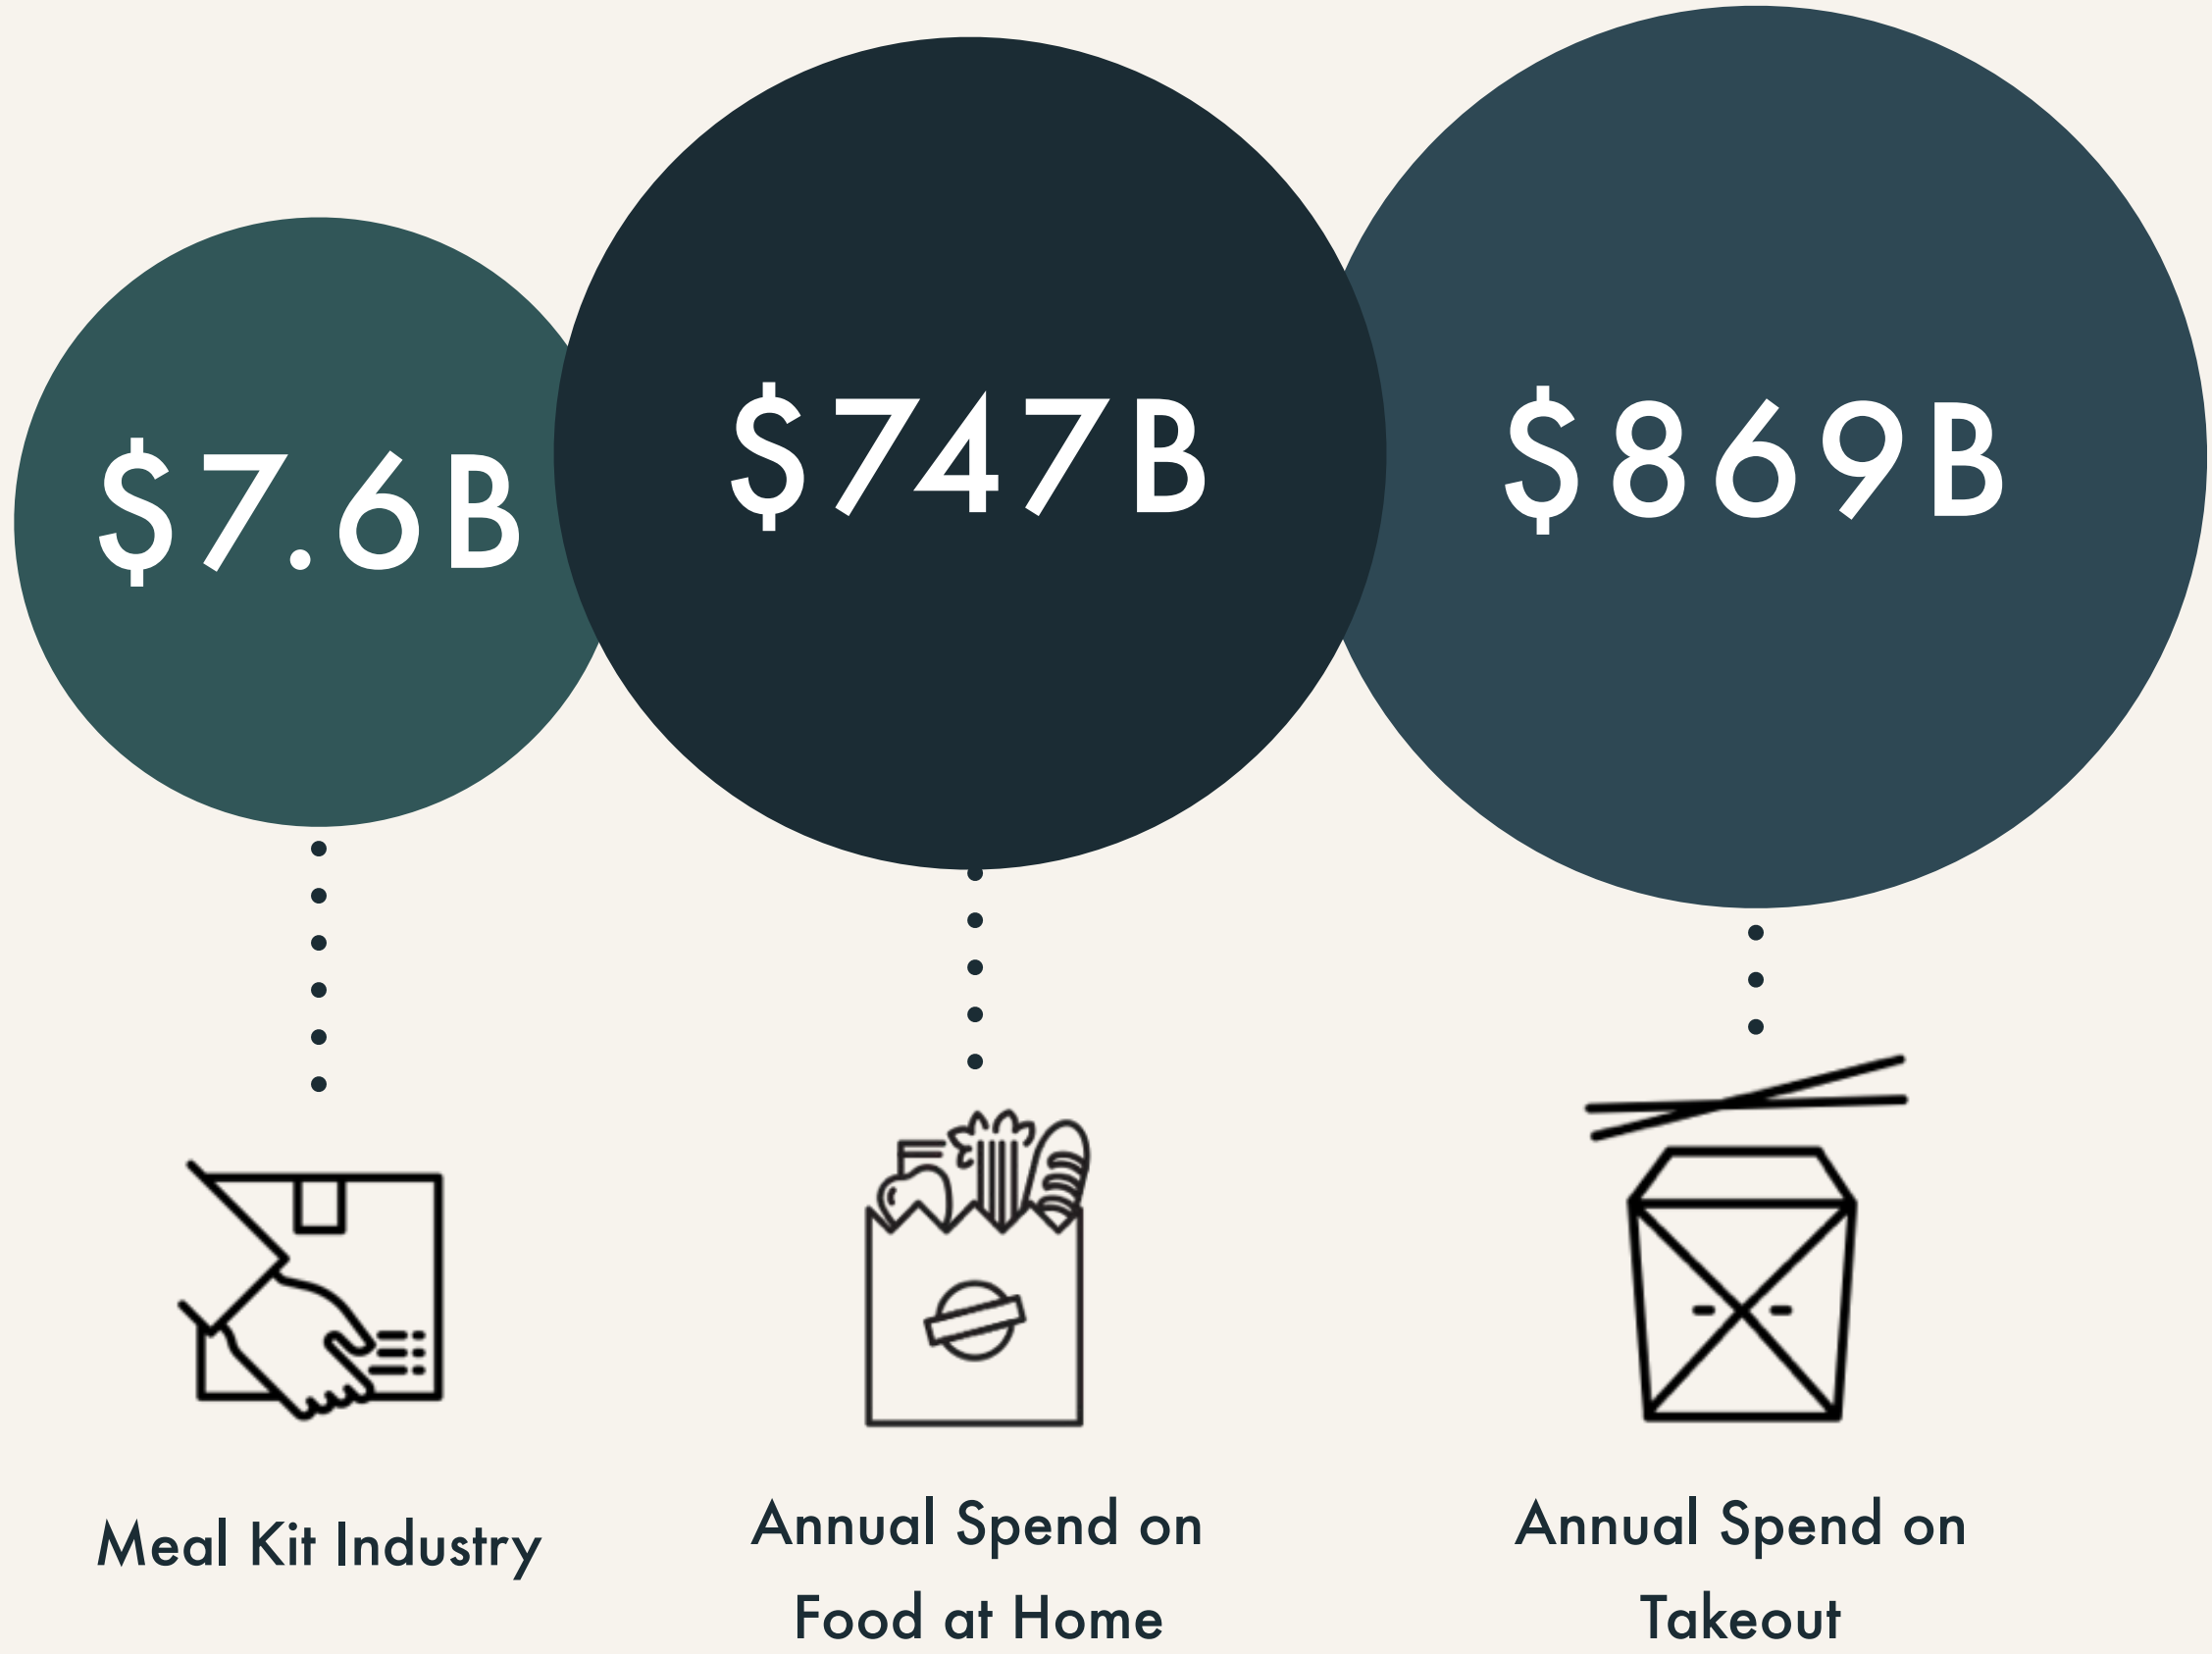 $7.6B
$747B
$869B
Meal Kit Industry
Annual Spend on
Food at Home
Annual Spend on
Takeout